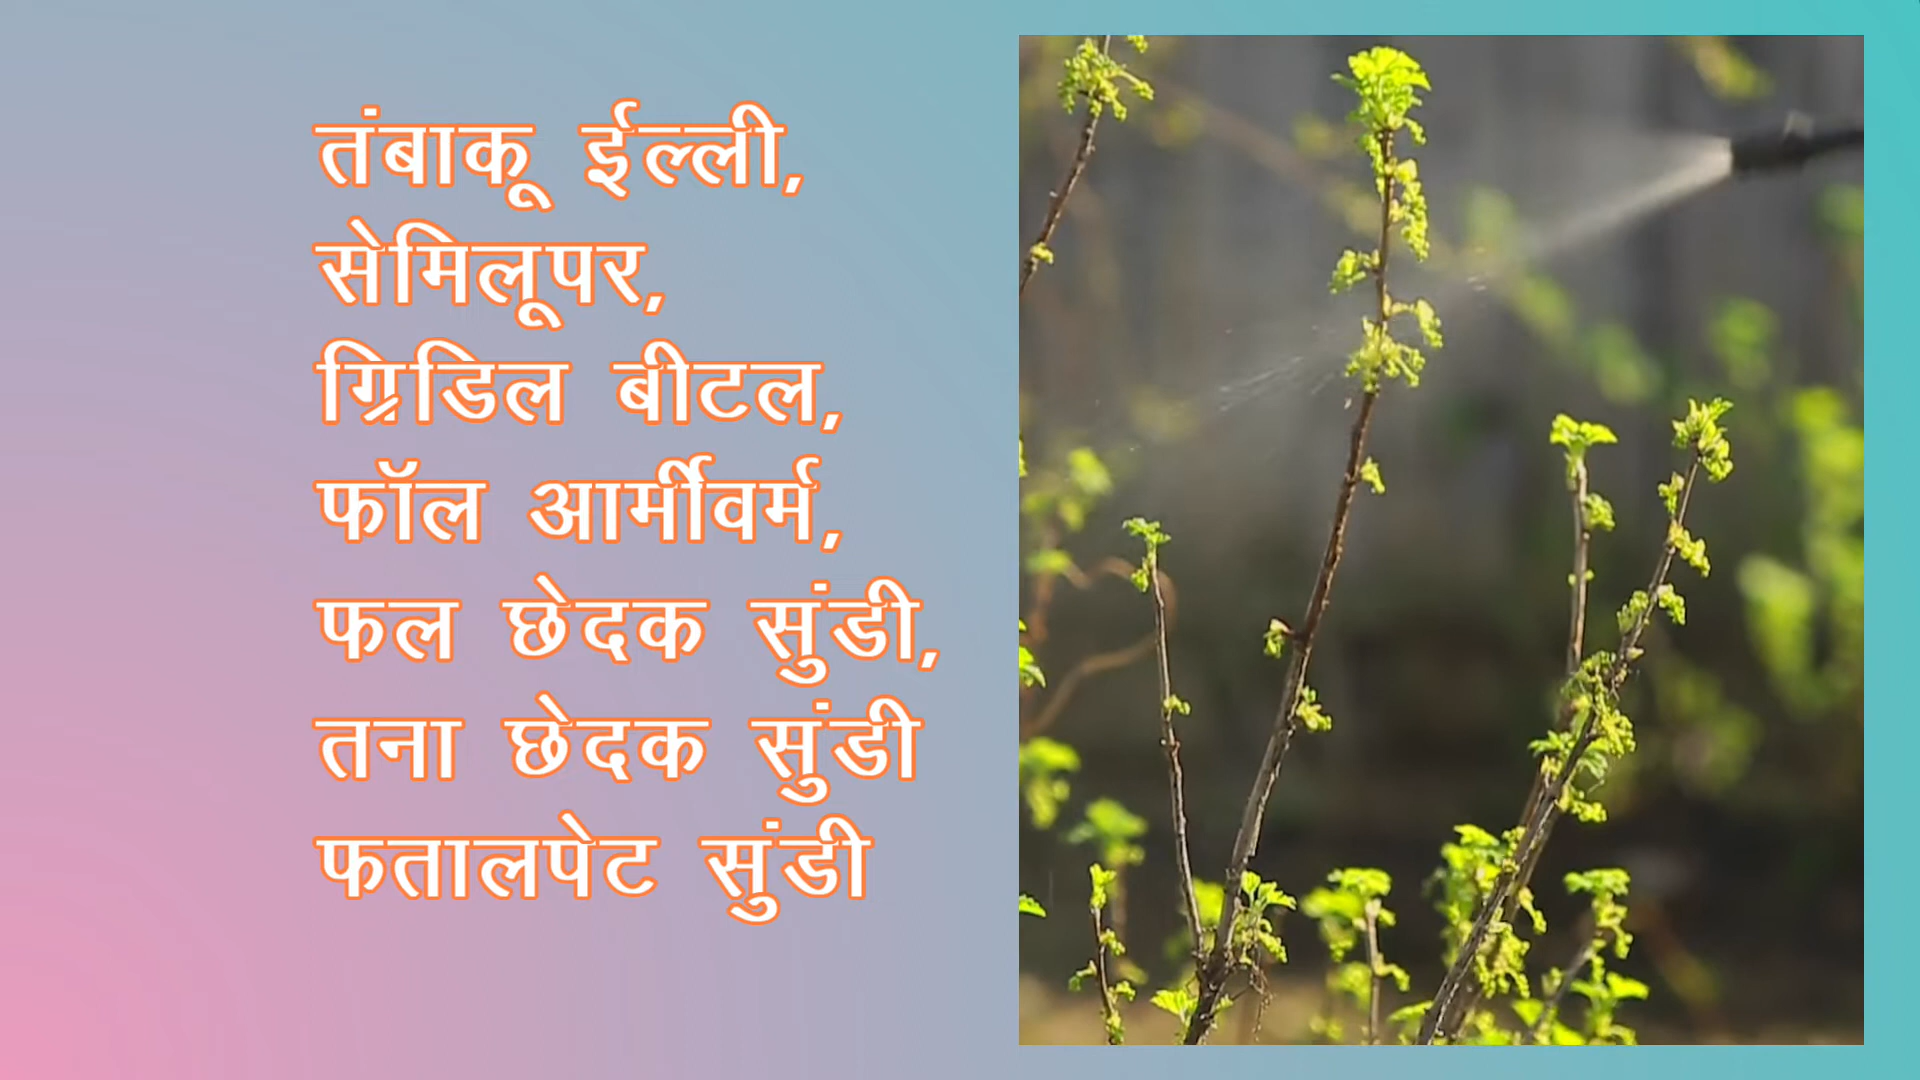 तंबाकू ईल्ली,
सेमिलूपर,
ग्रिडिल बीटल,
फॉल आर्मीवर्म,
फल छेदक सुंडी,
तना छेदक सुंडी
फतालपेट सुंडी